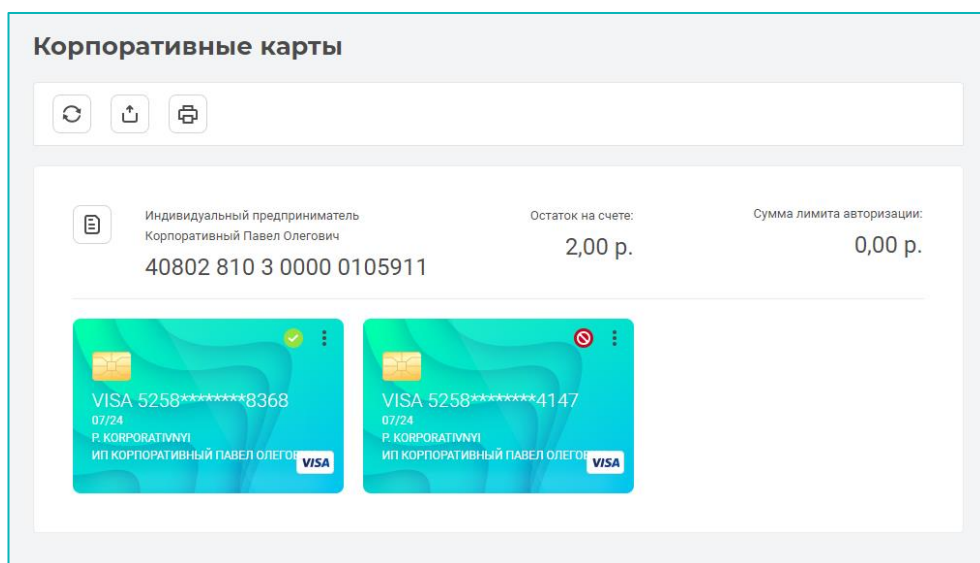 Корпоративные карты
Индивидуальный предприниматель
Корпоративный Павел Олегович
40802 810 3 0000 0105911
Остаток на счете:
2,00 р.
Сумма лимита авторизации:
0,00 р.
VISA 5258********8368
07/24
P. KORPORATIVNYI
ИП КОРПОРАТИВНЫЙ ПАВЕЛ ОЛЕГОВ
VISA
VISA 5258********4147
07/24
P. KORPORATIVNYI
ИП КОРПОРАТИВНЫЙ ПАВЕЛ ОЛЕГОВ
VISA